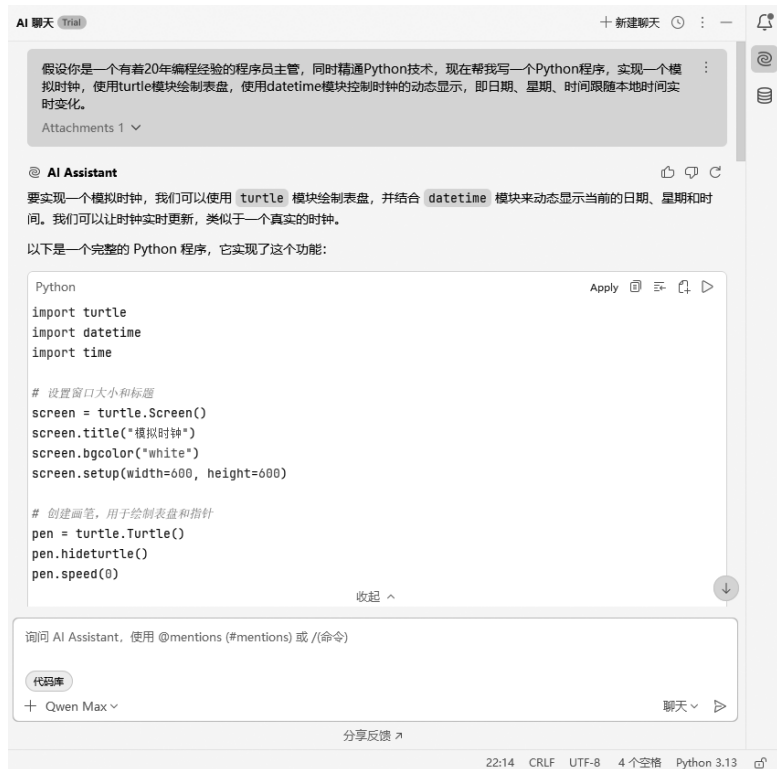 AI 聊天 Trial
新建聊天
假设你是一个有着20年编程经验的程序员主管，同时精通Python技术，现在帮我写一个Python程序，实现一个模
拟时钟，使用turtle模块绘制表盘，使用datetime模块控制时钟的动态显示，即日期、星期、时间跟随本地时间实
时变化。
Attachments 1
AI Assistant
要实现一个模拟时钟，我们可以使用 turtle 模块绘制表盘，并结合 datetime 模块来动态显示当前的日期、星期和时
间。我们可以让时钟实时更新，类似于一个真实的时钟。
以下是一个完整的 Python 程序，它实现了这个功能：
Python
Apply
import turtle
import datetime
import time
# 设置窗口大小和标题
screen = turtle.Screen()
screen.title("模拟时钟")
screen.bgcolor("white")
screen.setup(width=600, height=600)
# 创建画笔，用于绘制表盘和指针
pen = turtle.Turtle()
pen.hideturtle()
pen.speed(0)
收起
询问 AI Assistant，使用 @mentions (#mentions) 或 /(命令)
代码库
Qwen Max
聊天
分享反馈
22:14 CRLF UTF-8 4 个空格 Python 3.13